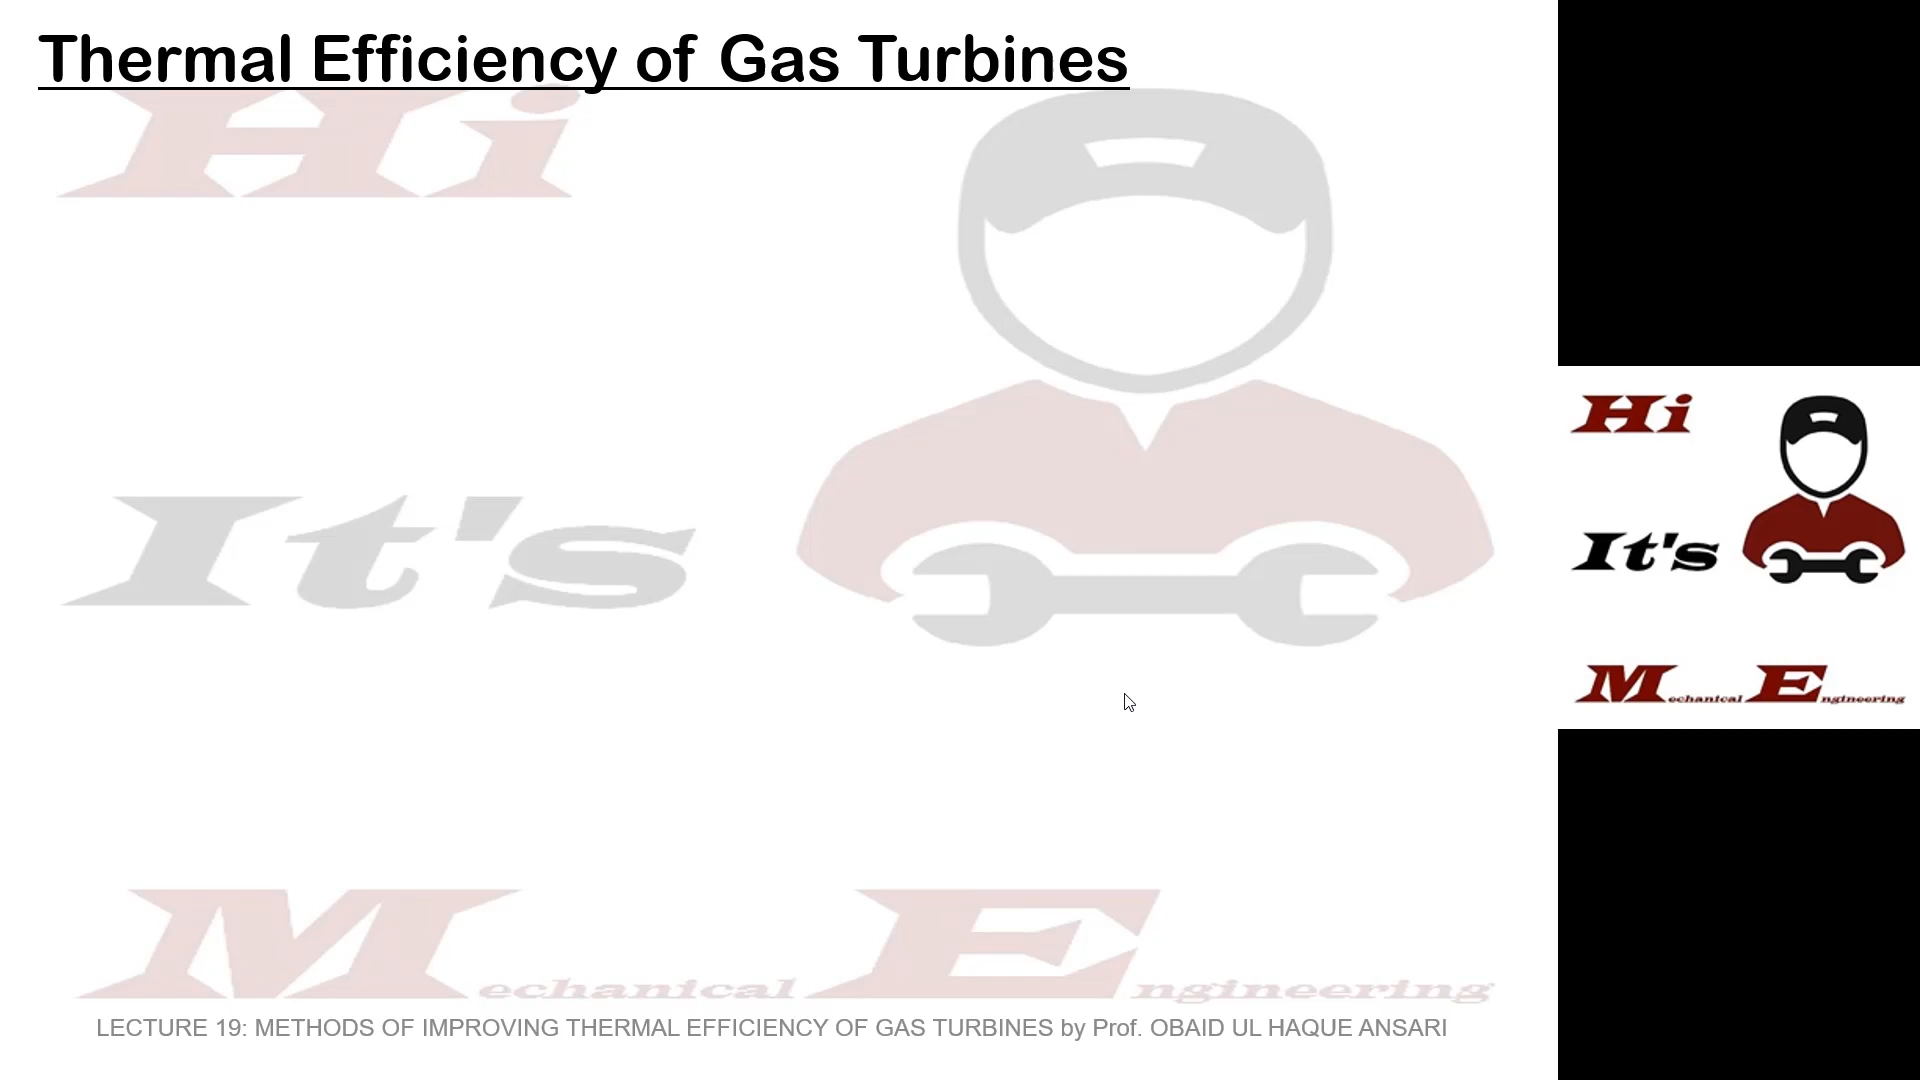 Thermal Efficiency of Gas Turbines
Hi
It's
Mechanical Engineering
LECTURE 19: METHODS OF IMPROVING THERMAL EFFICIENCY OF GAS TURBINES by Prof. OBAID UL HAQUE ANSARI
Hi
It's
Mechanical Engineering